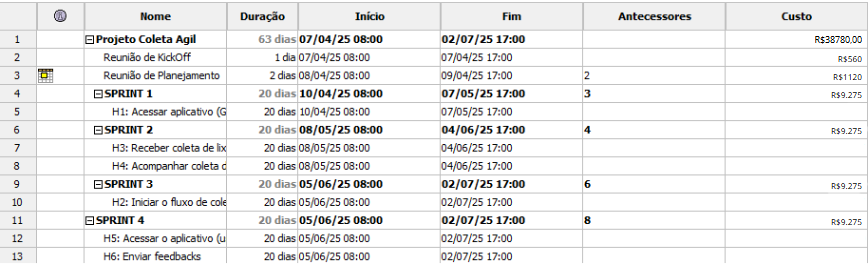 Nome Duração Início Fim Antecessores Custo
1 Projeto Coleta Agil 63 dias 07/04/25 08:00 02/07/25 17:00 R$38780,00
2 Reunião de KickOff 1 dia 07/04/25 08:00 07/04/25 17:00 R$560
3 Reunião de Planejamento 2 dias 08/04/25 08:00 09/04/25 17:00 2 R$1120
4 SPRINT 1 20 dias 10/04/25 08:00 07/05/25 17:00 3 R$9.275
5 H1: Acessar aplicativo (G 20 dias 10/04/25 08:00 07/05/25 17:00
6 SPRINT 2 20 dias 08/05/25 08:00 04/06/25 17:00 4 R$9.275
7 H3: Receber coleta de lix 20 dias 08/05/25 08:00 04/06/25 17:00
8 H4: Acompanhar coleta d 20 dias 08/05/25 08:00 04/06/25 17:00
9 SPRINT 3 20 dias 05/06/25 08:00 02/07/25 17:00 6 R$9.275
10 H2: Iniciar o fluxo de cole 20 dias 05/06/25 08:00 02/07/25 17:00
11 SPRINT 4 20 dias 05/06/25 08:00 02/07/25 17:00 8 R$9.275
12 H5: Acessar o aplicativo (u 20 dias 05/06/25 08:00 02/07/25 17:00
13 H6: Enviar feedbacks 20 dias 05/06/25 08:00 02/07/25 17:00